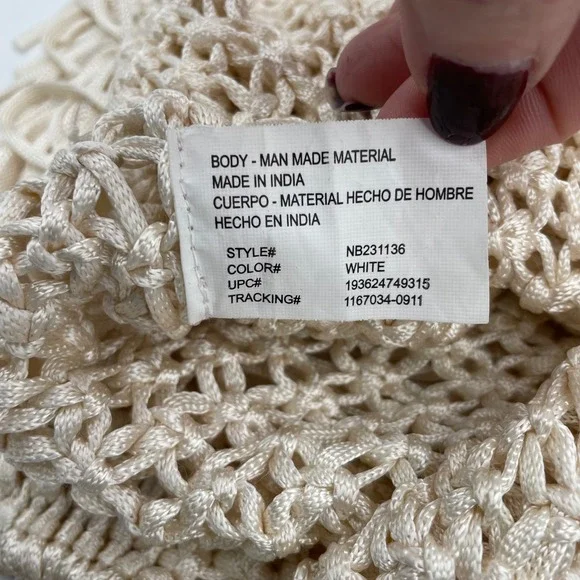 BODY - MAN MADE MATERIAL
MADE IN INDIA
CUERPO - MATERIAL HECHO DE HOMBRE
HECHO EN INDIA
STYLE# NB231136
COLOR# WHITE
UPC# 193624749315
TRACKING# 1167034-0911